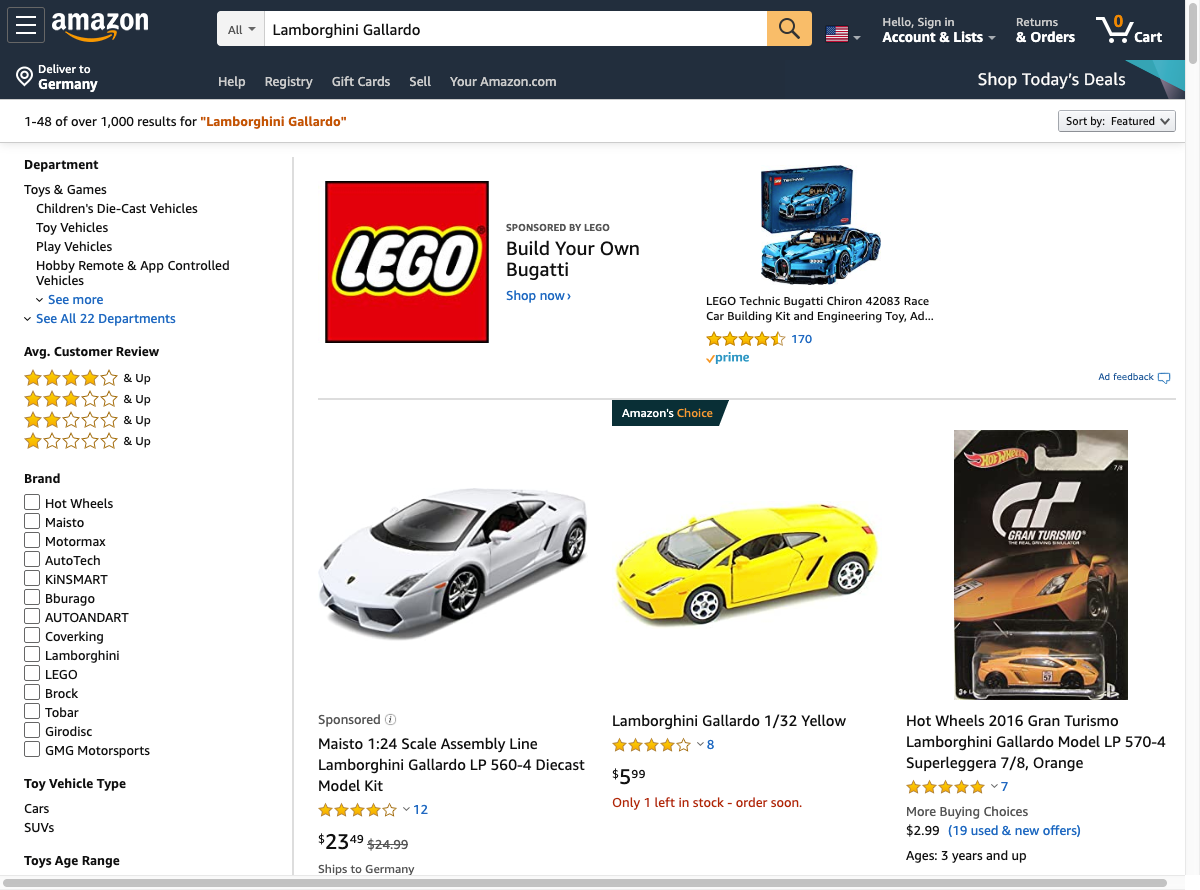 amazon
All
Lamborghini Gallardo
Hello, Sign in
Account & Lists
Returns
& Orders
0
Cart
Deliver to
Germany
Help
Registry
Gift Cards
Sell
Your Amazon.com
Shop Today's Deals
1-48 of over 1,000 results for "Lamborghini Gallardo"
Sort by: Featured
Department
Toys & Games
Children's Die-Cast Vehicles
Toy Vehicles
Play Vehicles
Hobby Remote & App Controlled
Vehicles
See more
See All 22 Departments
Avg. Customer Review
& Up
& Up
& Up
& Up
Brand
Hot Wheels
Maisto
Motormax
AutoTech
KiNSMART
Bburago
AUTOANDART
Coverking
Lamborghini
LEGO
Brock
Tobar
Girodisc
GMG Motorsports
Toy Vehicle Type
Cars
SUVs
Toys Age Range
LEGO
SPONSORED BY LEGO
Build Your Own
Bugatti
Shop now ›
LEGO TECHNIC
LEGO Technic Bugatti Chiron 42083 Race
Car Building Kit and Engineering Toy, Ad...
170
prime
Ad feedback
Sponsored
Maisto 1:24 Scale Assembly Line
Lamborghini Gallardo LP 560-4 Diecast
Model Kit
12
$23.49 $24.99
Ships to Germany
Amazon's Choice
Lamborghini Gallardo 1/32 Yellow
8
$5.99
Only 1 left in stock - order soon.
Hot Wheels
7/8
GT
GRAN TURISMO
THE REAL DRIVING SIMULATOR
57
3+
Hot Wheels 2016 Gran Turismo
Lamborghini Gallardo Model LP 570-4
Superleggera 7/8, Orange
7
More Buying Choices
$2.99 (19 used & new offers)
Ages: 3 years and up